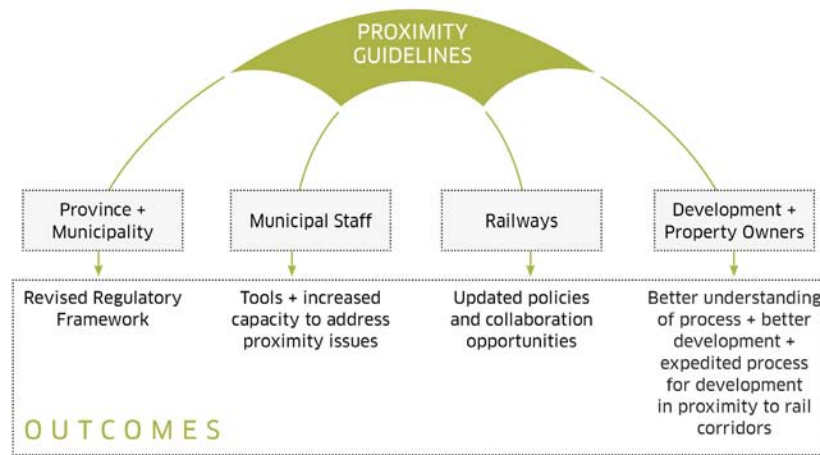 PROXIMITY
GUIDELINES
Province +
Municipality
Municipal Staff
Railways
Development +
Property Owners
Revised Regulatory
Framework
Tools + increased
capacity to address
proximity issues
Updated policies
and collaboration
opportunities
Better understanding
of process + better
development +
expedited process
for development
in proximity to rail
corridors
OUTCOMES